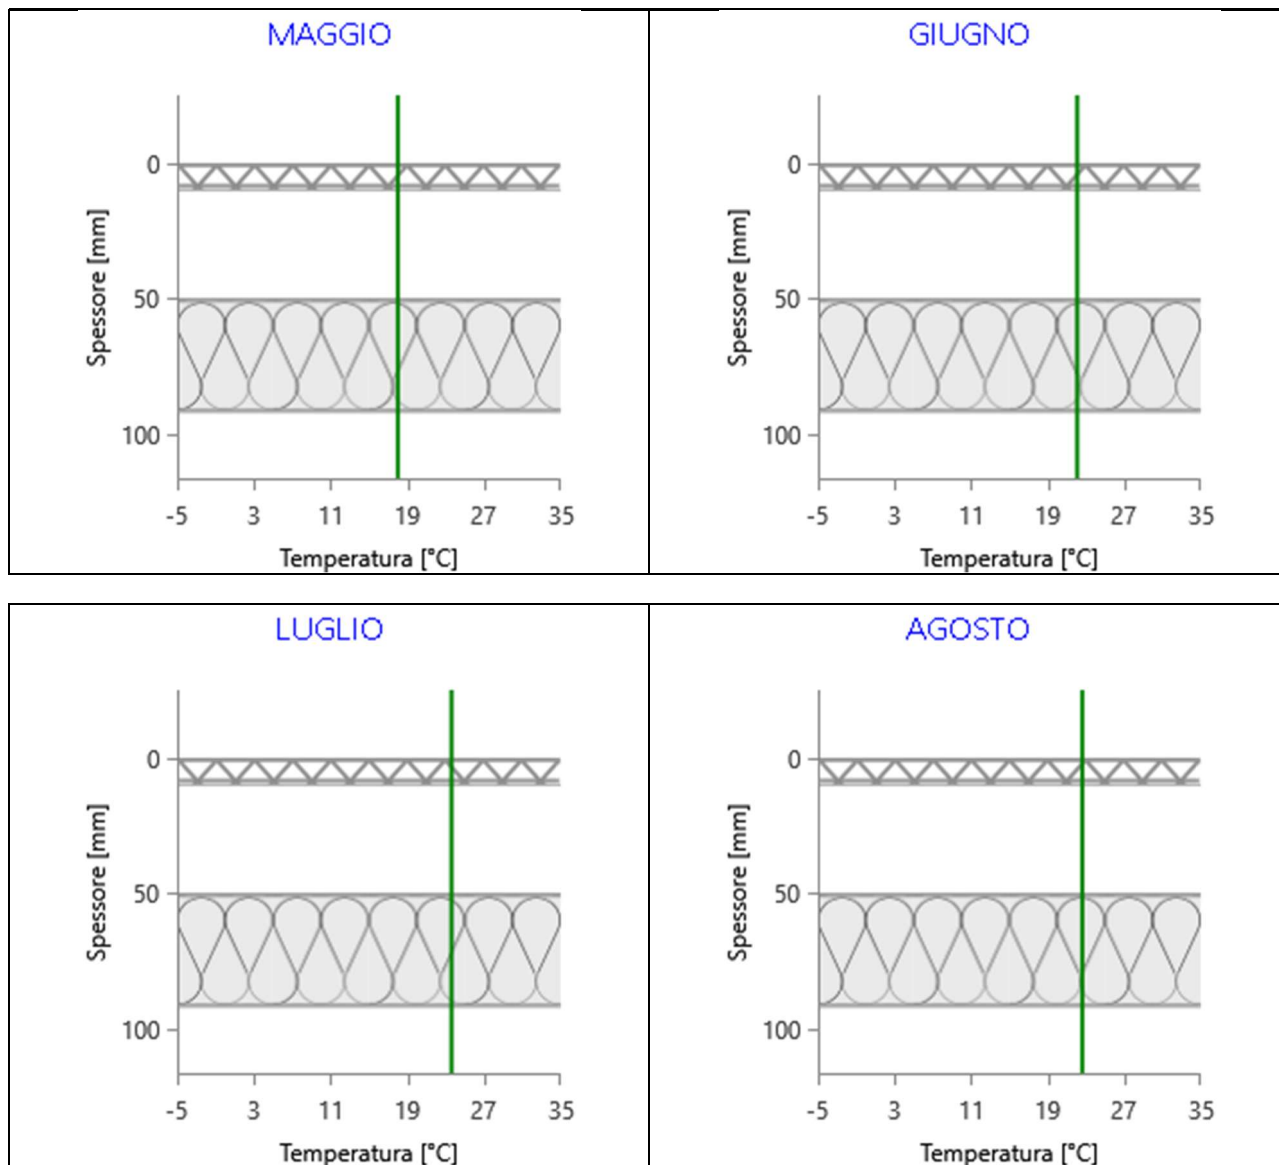 MAGGIO
0
50
100
Spessore [mm]
-5 3 11 19 27 35
Temperatura [°C]
GIUGNO
0
50
100
Spessore [mm]
-5 3 11 19 27 35
Temperatura [°C]
LUGLIO
0
50
100
Spessore [mm]
-5 3 11 19 27 35
Temperatura [°C]
AGOSTO
0
50
100
Spessore [mm]
-5 3 11 19 27 35
Temperatura [°C]